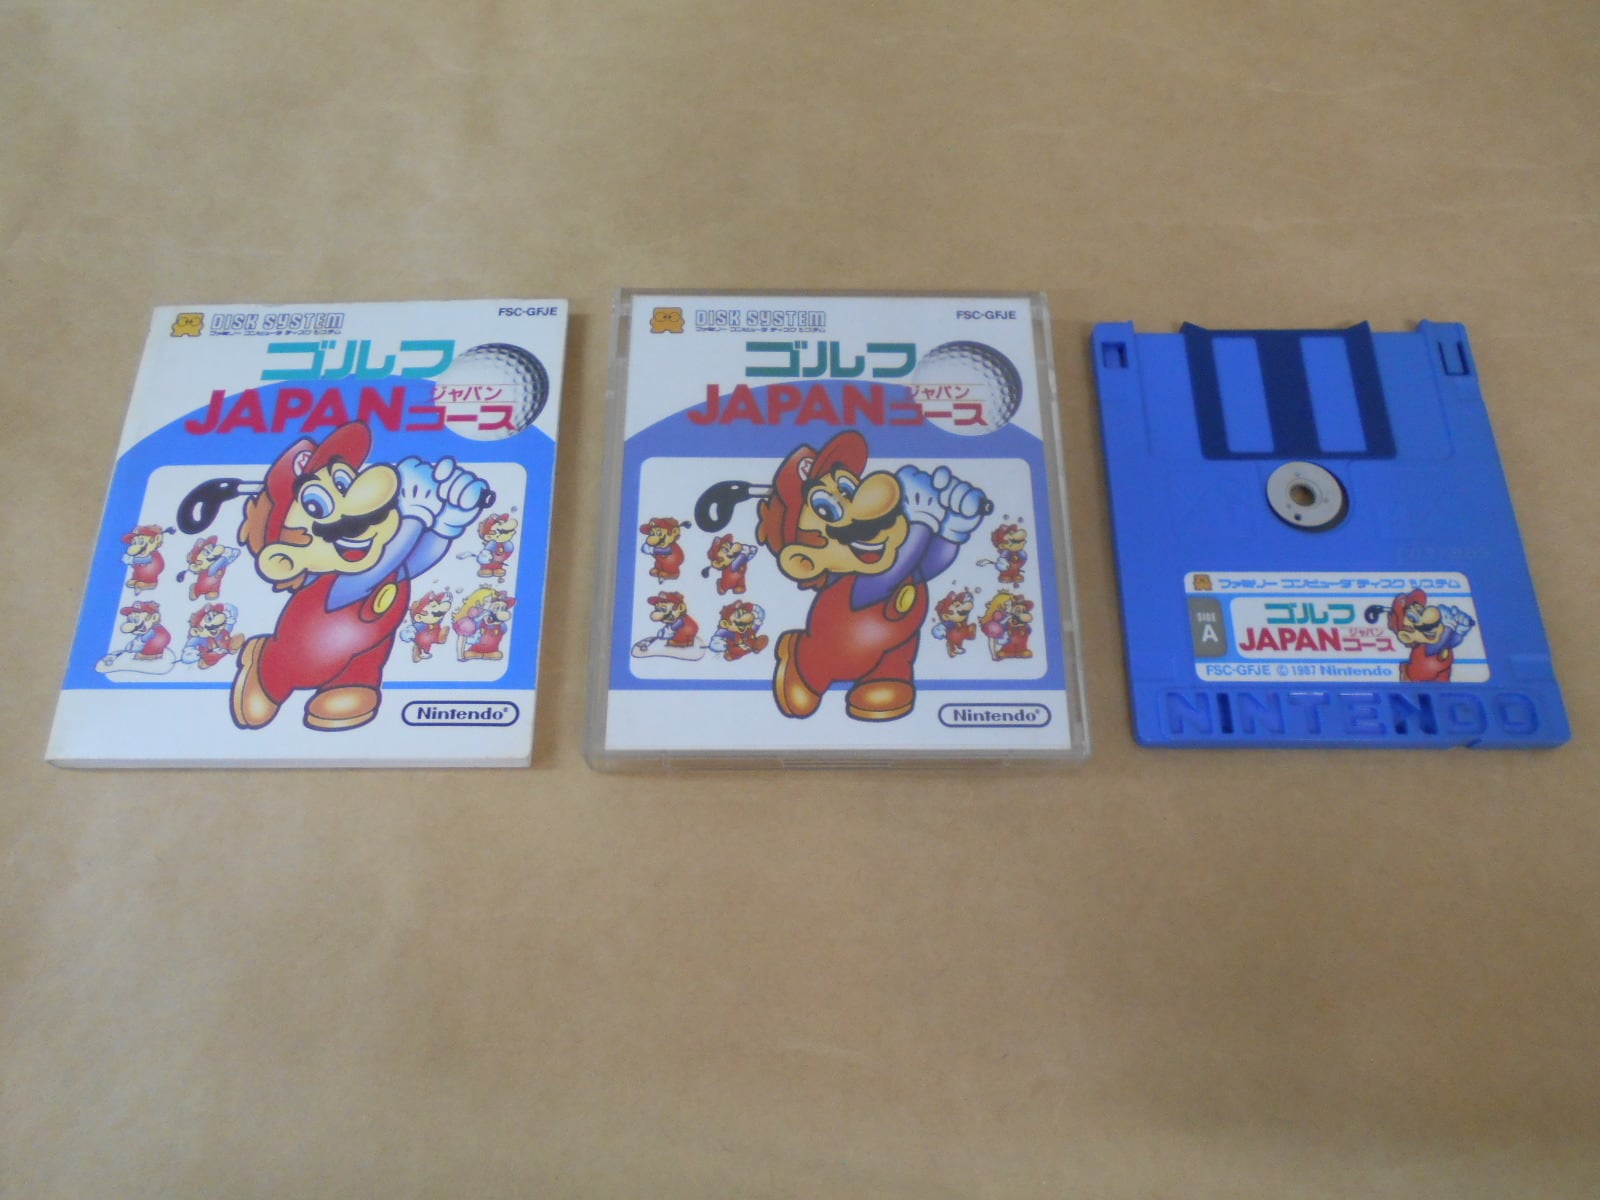 DISK SYSTEM
FSC-GFJE
ファミリー コンピュータ ディスク システム
ゴルフ
JAPAN
ジャパン
コース
M
Nintendo®
DISK SYSTEM
FSC-GFJE
ファミリー コンピュータ ディスク システム
ゴルフ
JAPAN
ジャパン
コース
Nintendo®
ファミリー コンピュータ ディスク システム
SIDE
A
ゴルフ
JAPAN
ジャパン
コース
FSC-GFJE ©1987 Nintendo
NINTENDO